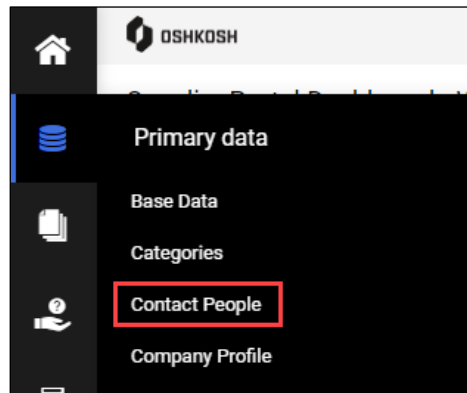 OSHKOSH
Primary data
Base Data
Categories
Contact People
Company Profile